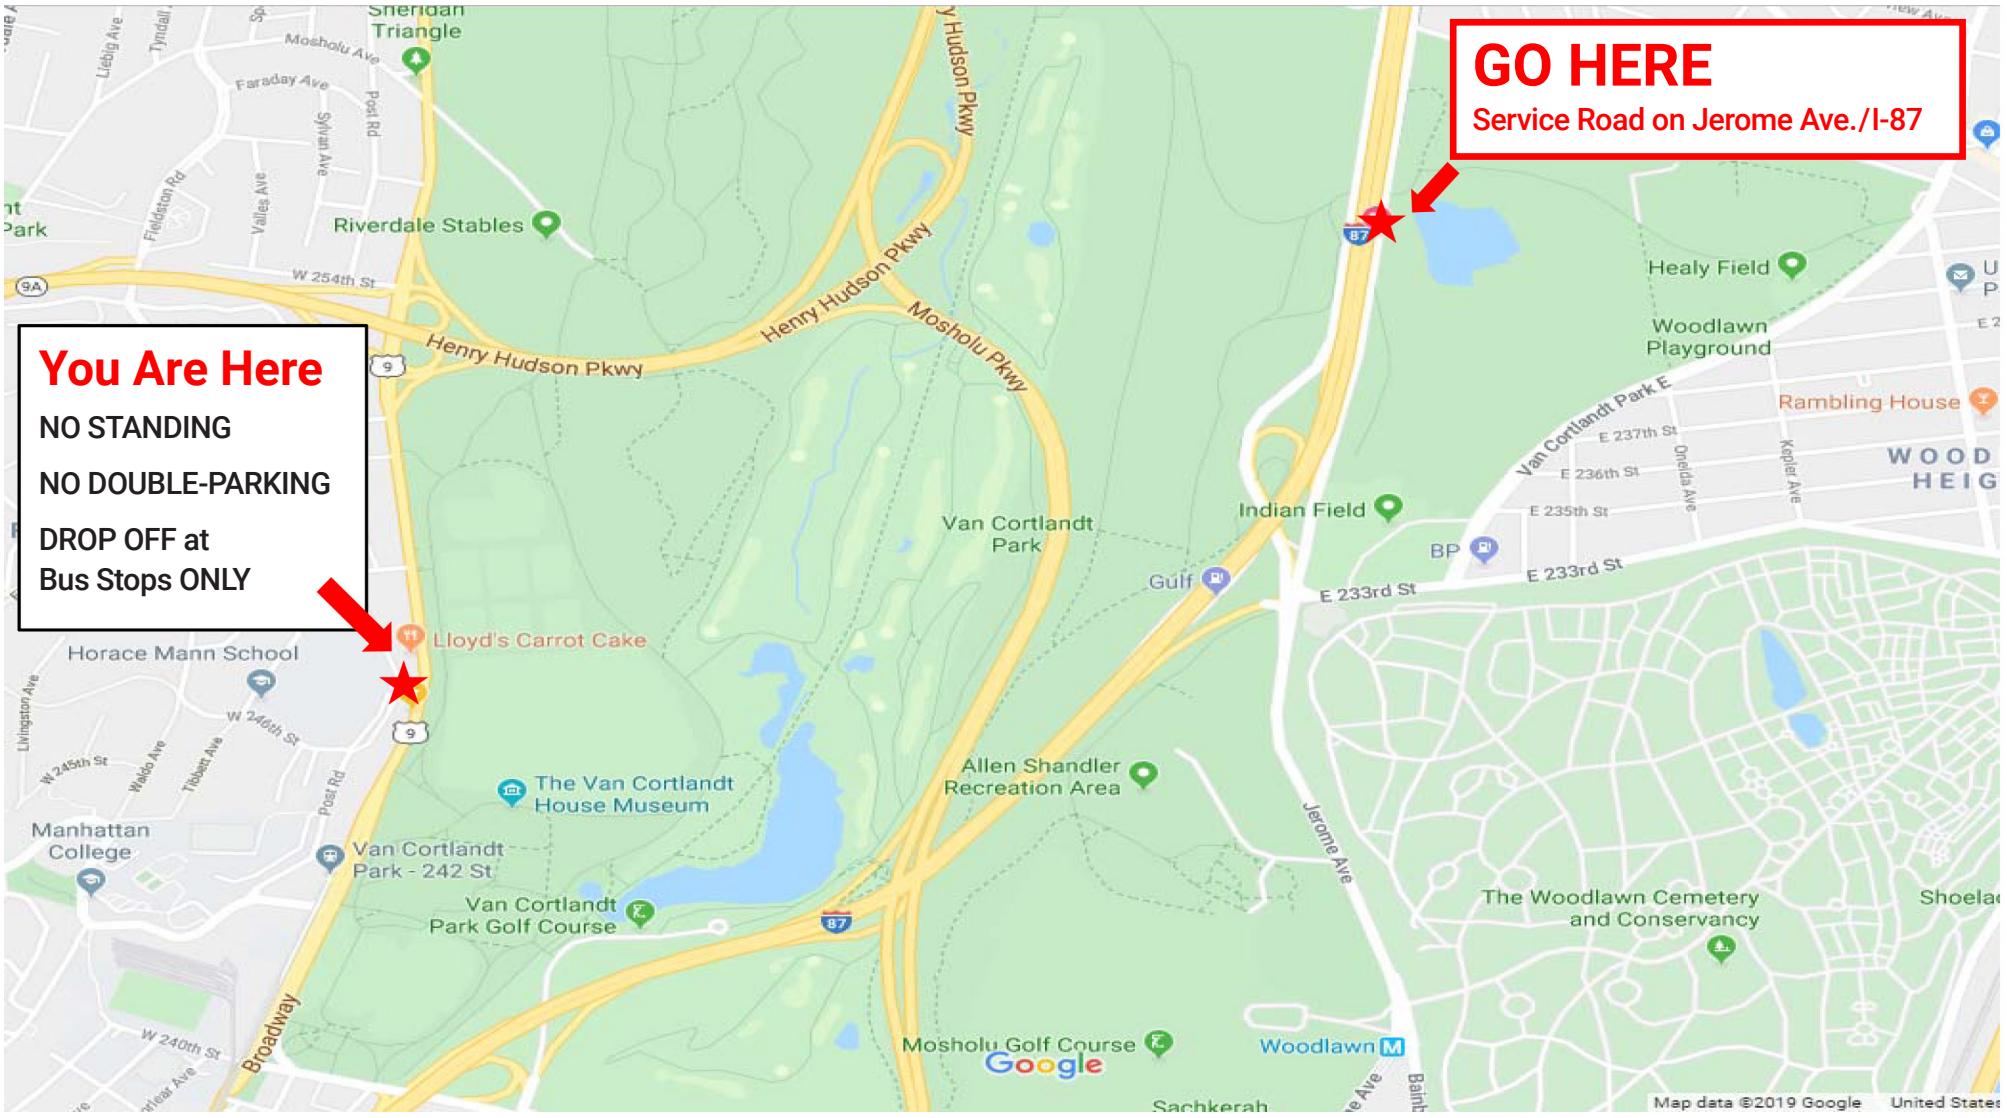 Sheridan
Triangle
Liebig Ave
Tyndall
Mosholu Ave
Faraday Ave
Post Rd
Sylvan Ave
Fieldston Rd
Valles Ave
Park
Riverdale Stables
W 254th St
9A
9
Henry Hudson Pkwy
Henry Hudson Pkwy
y Hudson Pkwy
Mosholu Pkwy
GO HERE
Service Road on Jerome Ave./I-87
87
Healy Field
Woodlawn
Playground
Van Cortlandt Park E
Rambling House
E 237th St
E 236th St
E 235th St
Oneida Ave
Kepler Ave
WOOD
HEIG
You Are Here
NO STANDING
NO DOUBLE-PARKING
DROP OFF at
Bus Stops ONLY
Van Cortlandt
Park
Indian Field
BP
Gulf
E 233rd St
E 233rd St
Lloyd's Carrot Cake
Horace Mann School
Livingston Ave
W 246th St
9
W 245th St
Waldo Ave
Tibbett Ave
Post Rd
The Van Cortlandt
House Museum
Allen Shandler
Recreation Area
Jerome Ave
Manhattan
College
Van Cortlandt
Park - 242 St
Van Cortlandt
Park Golf Course
87
The Woodlawn Cemetery
and Conservancy
Shoelac
Broadway
W 240th St
Mosholu Golf Course
Google
Woodlawn M
Bainb
e Ave
Sachkerah
Map data ©2019 Google United States